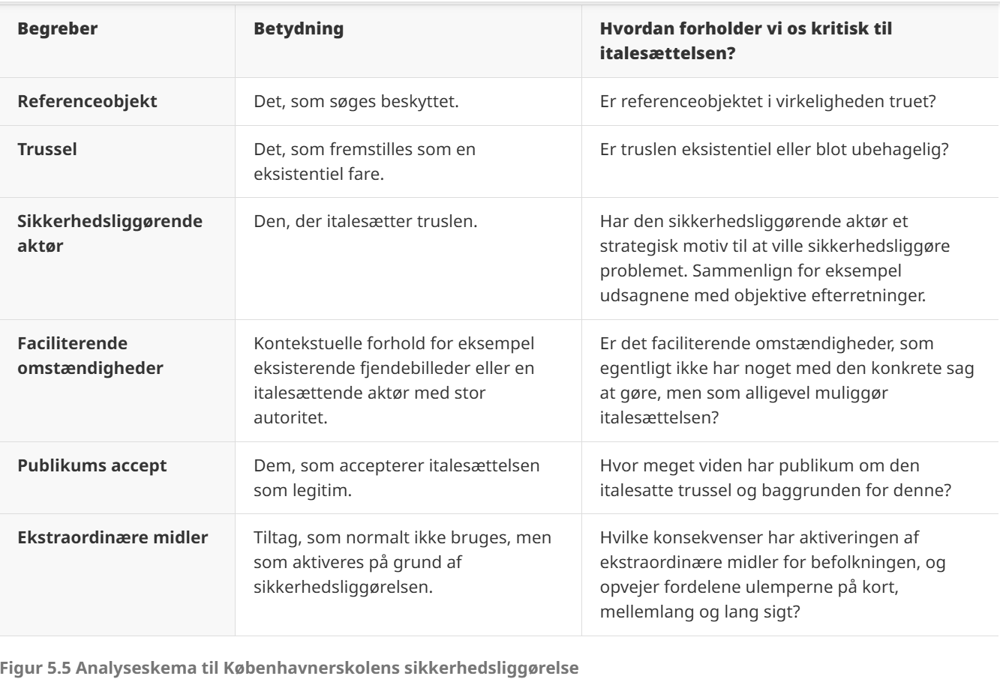 Begreber
Betydning
Hvordan forholder vi os kritisk til
italesættelsen?
Referenceobjekt
Det, som søges beskyttet.
Er referenceobjektet i virkeligheden truet?
Trussel
Det, som fremstilles som en
eksistentiel fare.
Er truslen eksistentiel eller blot ubehagelig?
Sikkerhedsliggørende
aktør
Den, der italesætter truslen.
Har den sikkerhedsliggørende aktør et
strategisk motiv til at ville sikkerhedsliggøre
problemet. Sammenlign for eksempel
udsagnene med objektive efterretninger.
Faciliterende
omstændigheder
Kontekstuelle forhold for eksempel
eksisterende fjendebilleder eller en
italesættende aktør med stor
autoritet.
Er det faciliterende omstændigheder, som
egentligt ikke har noget med den konkrete sag
at gøre, men som alligevel muliggør
italesættelsen?
Publikums accept
Dem, som accepterer italesættelsen
som legitim.
Hvor meget viden har publikum om den
italesatte trussel og baggrunden for denne?
Ekstraordinære midler
Tiltag, som normalt ikke bruges, men
som aktiveres på grund af
sikkerhedsliggørelsen.
Hvilke konsekvenser har aktiveringen af
ekstraordinære midler for befolkningen, og
opvejer fordelene ulemperne på kort,
mellemlang og lang sigt?
Figur 5.5 Analyseskema til Københavnerskolens sikkerhedsliggørelse